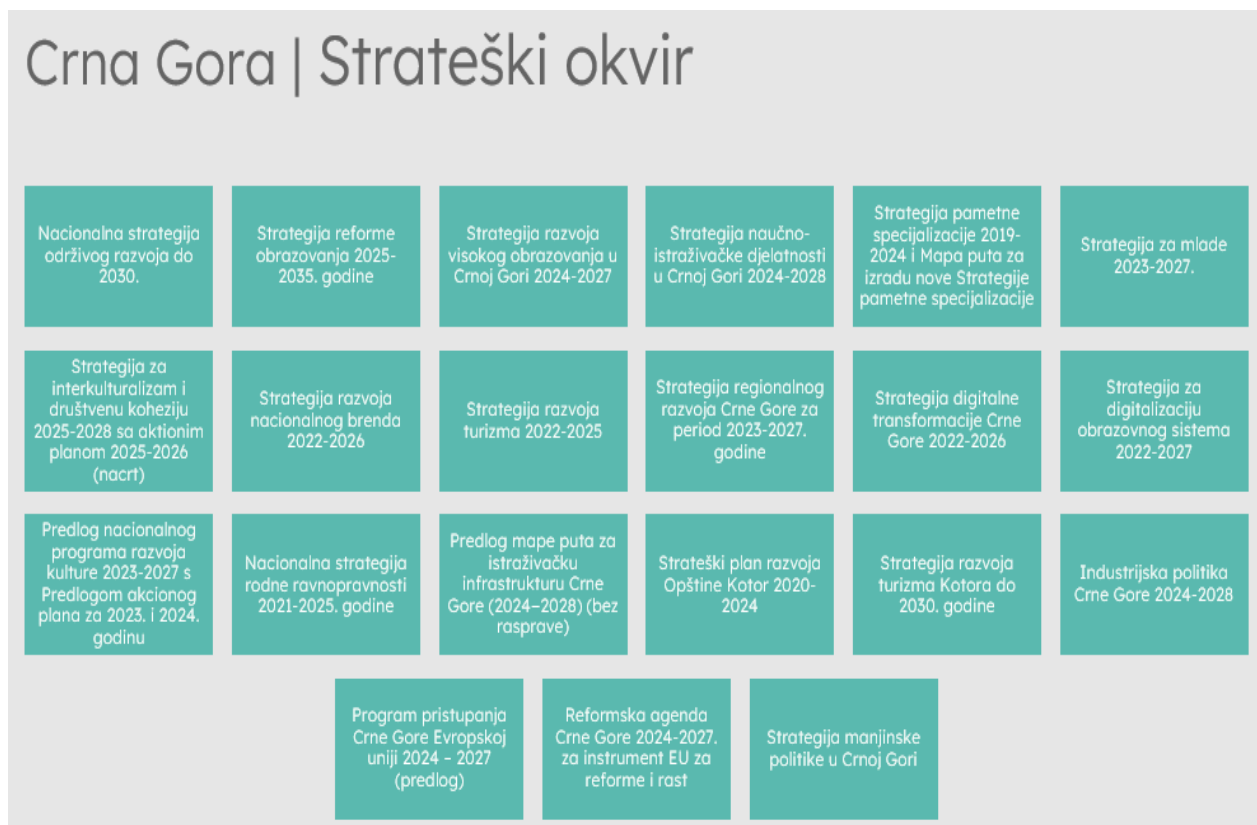 Crna Gora | Strateški okvir
Nacionalna strategija
održivog razvoja do
2030.
Strategija reforme
obrazovanja 2025-
2035. godine
Strategija razvoja
visokog obrazovanja u
Crnoj Gori 2024-2027
Strategija naučno-
istraživačke djelatnosti
u Crnoj Gori 2024-2028
Strategija pametne
specijalizacije 2019-
2024 i Mapa puta za
izradu nove Strategije
pametne specijalizacije
Strategija za mlade
2023-2027.
Strategija za
interkulturalizam i
društvenu koheziju
2025-2028 sa aktionim
planom 2025-2026
(nacrt)
Strategija razvoja
nacionalnog brenda
2022-2026
Strategija razvoja
turizma 2022-2025
Strategija regionalnog
razvoja Crne Gore za
period 2023-2027.
godine
Strategija digitalne
transformacije Crne
Gore 2022-2026
Strategija za
digitalizaciju
obrazovnog sistema
2022-2027
Predlog nacionalnog
programa razvoja
kulture 2023-2027 s
Predlogom akcionog
plana za 2023. i 2024.
godinu
Nacionalna strategija
rodne ravnopravnosti
2021-2025. godine
Predlog mape puta za
istraživačku
infrastrukturu Crne
Gore (2024–2028) (bez
rasprave)
Strateški plan razvoja
Opštine Kotor 2020-
2024
Strategija razvoja
turizma Kotora do
2030. godine
Industrijska politika
Crne Gore 2024-2028
Program pristupanja
Crne Gore Evropskoj
uniji 2024 – 2027
(predlog)
Reformska agenda
Crne Gore 2024-2027.
za instrument EU za
reforme i rast
Strategija manjinske
politike u Crnoj Gori